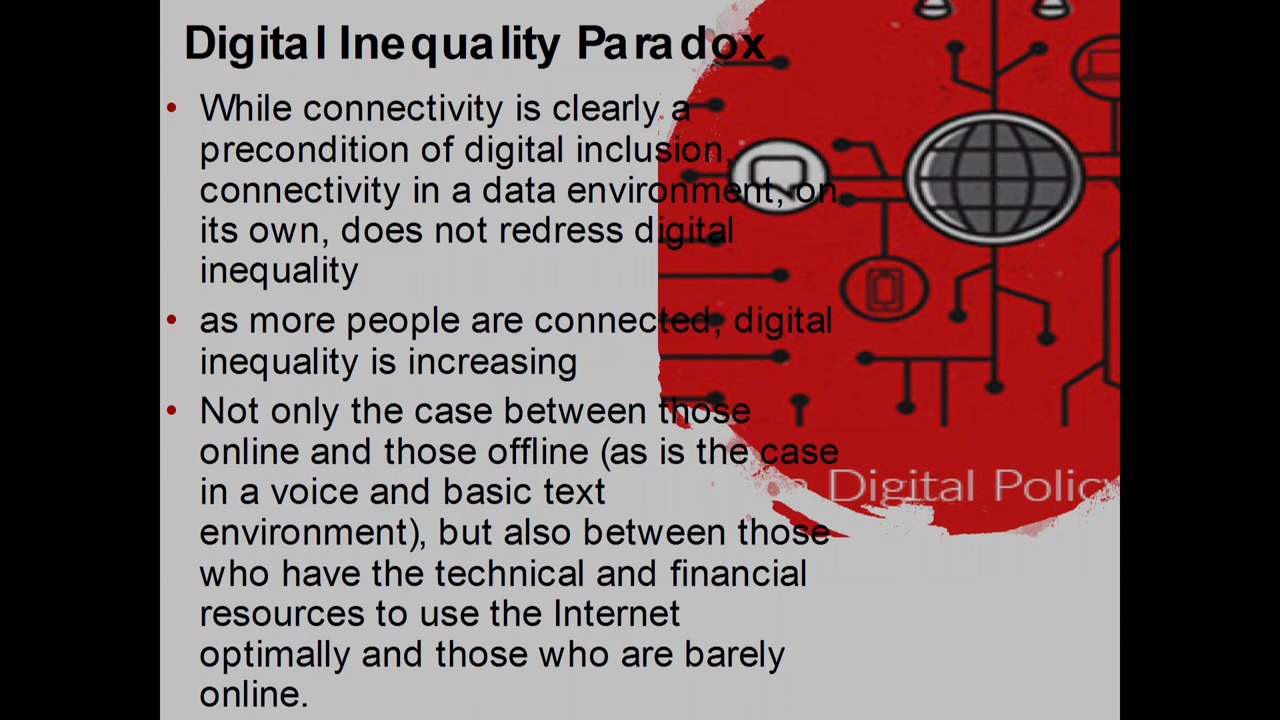 Digital Inequality Paradox
• While connectivity is clearly a
precondition of digital inclusion,
connectivity in a data environment, on
its own, does not redress digital
inequality
• as more people are connected, digital
inequality is increasing
• Not only the case between those
online and those offline (as is the case
in a voice and basic text
environment), but also between those
who have the technical and financial
resources to use the Internet
optimally and those who are barely
online.
Digital Policy